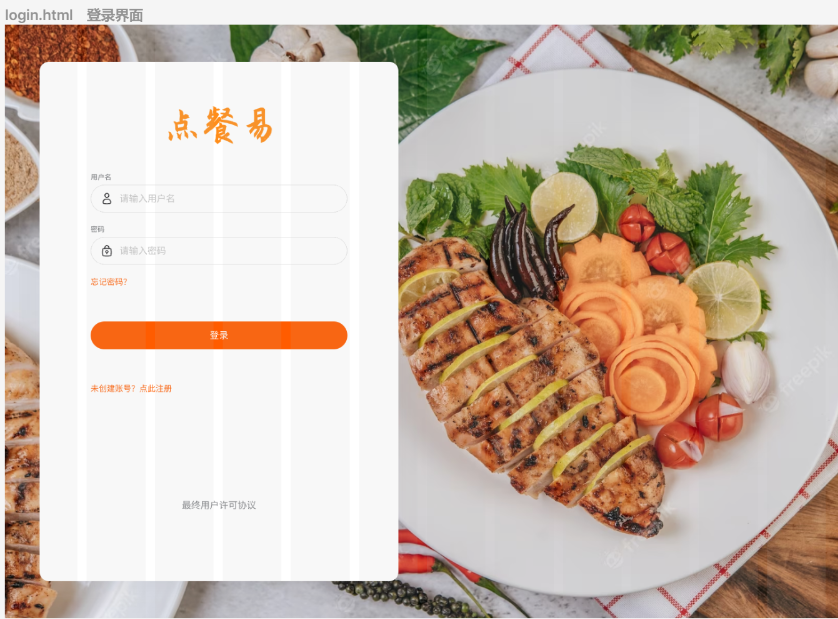 login.html 登录界面
点餐易
用户名
请输入用户名
密码
请输入密码
忘记密码?
登录
未创建账号? 点此注册
最终用户许可协议
freepik
freepik